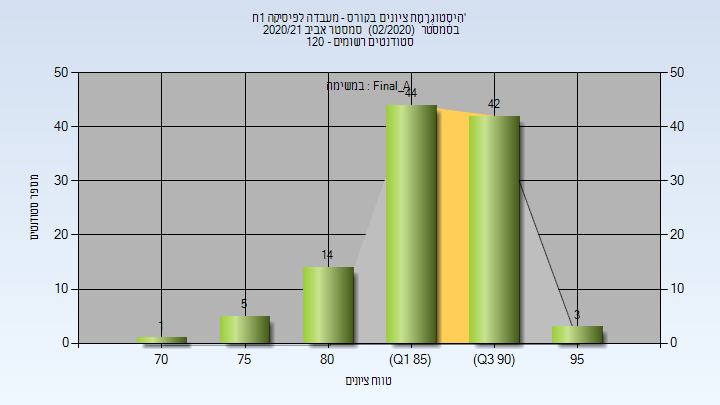 היסטוגרמת ציונים בקורס - מעבדה לפיסיקה 1ח'
בסמסטר (02/2020) סמסטר אביב 2020/21
סטודנטים רשומים - 120
במשימה : Final_A
מספר סטודנטים
50 50
40 40
30 30
20 20
10 10
0 0
1 5 14 44 42 3
70 75 80 (Q1 85) (Q3 90) 95
טווח ציונים